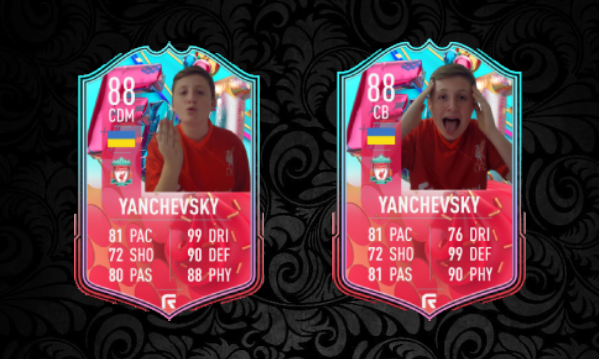 88
CDM
YANCHEVSKY
81 PAC 99 DRI
72 SHO 90 DEF
80 PAS 88 PHY
88
CB
YANCHEVSKY
81 PAC 76 DRI
72 SHO 99 DEF
81 PAS 90 PHY